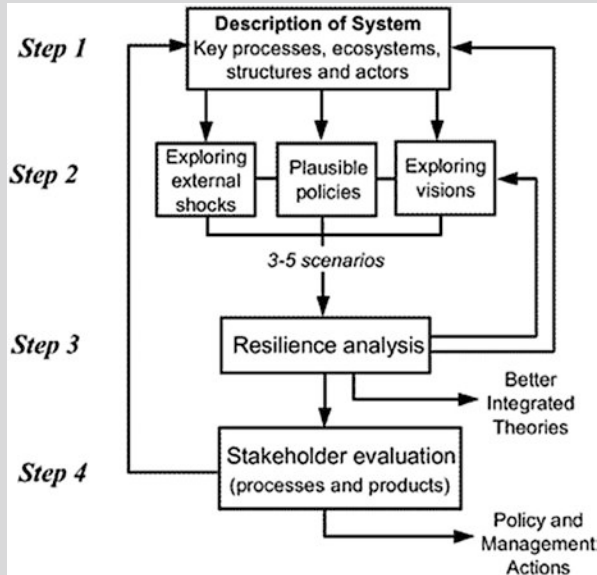 Description of System
Step 1
Key processes, ecosystems,
structures and actors
Step 2
Exploring
external
shocks
Plausible
policies
Exploring
visions
3-5 scenarios
Step 3
Resilience analysis
Better
Integrated
Theories
Step 4
Stakeholder evaluation
(processes and products)
Policy and
Management
Actions